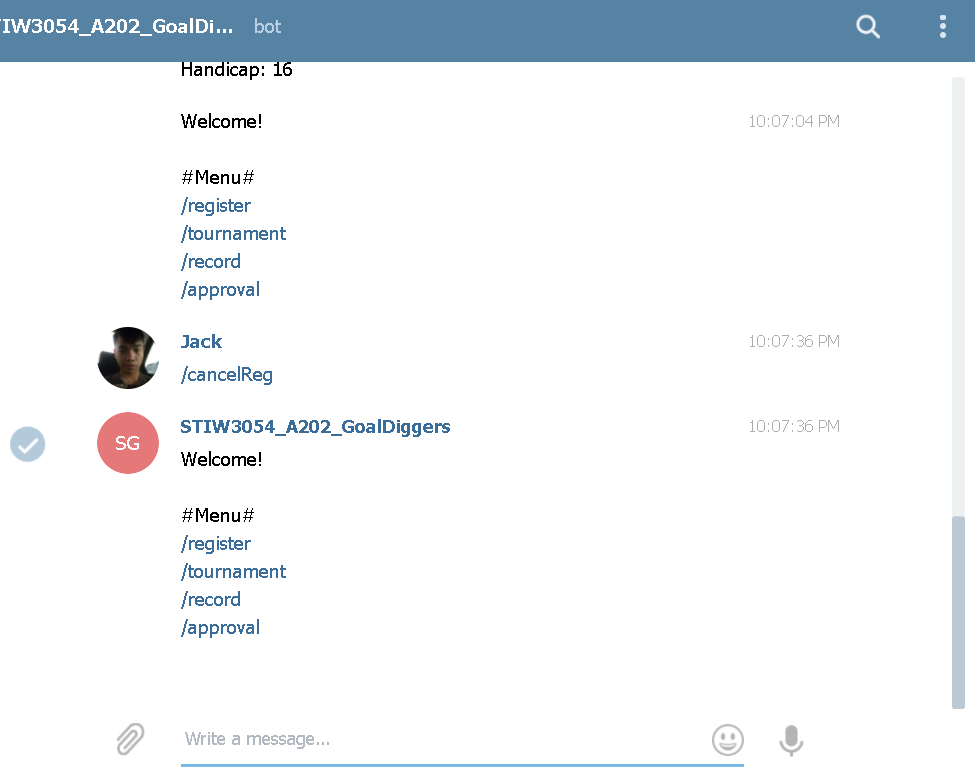 IW3054_A202_GoalDi... bot
Handicap: 16
Welcome! 10:07:04 PM
#Menu#
/register
/tournament
/record
/approval
Jack 10:07:36 PM
/cancelReg
SG
STIW3054_A202_GoalDiggers 10:07:36 PM
Welcome!
#Menu#
/register
/tournament
/record
/approval
Write a message...